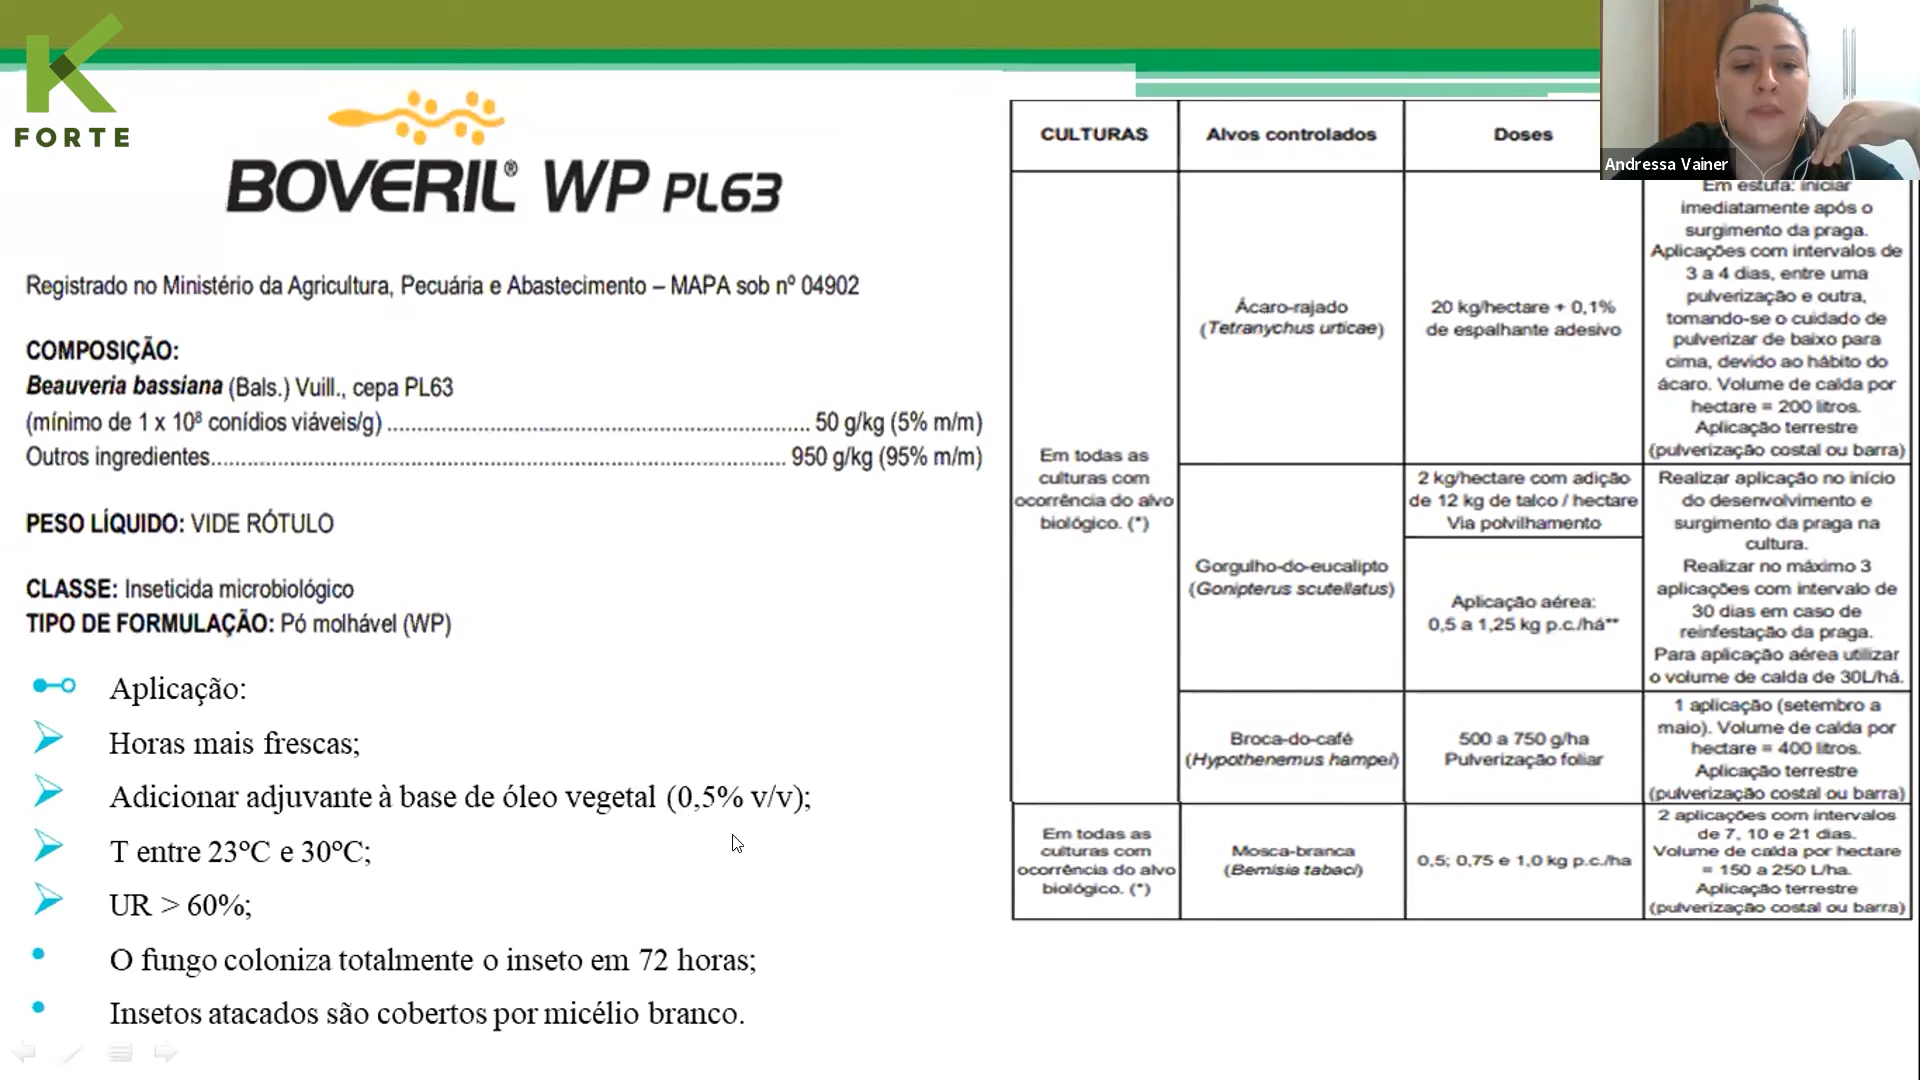 K
FORTE
BOVERIL® WP PL63
Registrado no Ministério da Agricultura, Pecuária e Abastecimento – MAPA sob nº 04902
COMPOSIÇÃO:
Beauveria bassiana (Bals.) Vuill., cepa PL63
(mínimo de 1 x 10⁸ conídios viáveis/g) ........ 50 g/kg (5% m/m)
Outros ingredientes........ 950 g/kg (95% m/m)
PESO LÍQUIDO: VIDE RÓTULO
CLASSE: Inseticida microbiológico
TIPO DE FORMULAÇÃO: Pó molhável (WP)
Aplicação:
Horas mais frescas;
Adicionar adjuvante à base de óleo vegetal (0,5% v/v);
T entre 23ºC e 30ºC;
UR > 60%;
O fungo coloniza totalmente o inseto em 72 horas;
Insetos atacados são cobertos por micélio branco.
CULTURAS
Alvos controlados
Doses
Em todas as
culturas com
ocorrência do alvo
biológico. (*)
Ácaro-rajado
(Tetranychus urticae)
20 kg/hectare + 0,1%
de espalhante adesivo
Em estufa: iniciar
imediatamente após o
surgimento da praga.
Aplicações com intervalos de
3 a 4 dias, entre uma
pulverização e outra,
tomando-se o cuidado de
pulverizar de baixo para
cima, devido ao hábito do
ácaro. Volume de calda por
hectare = 200 litros.
Aplicação terrestre
(pulverização costal ou barra)
Gorgulho-do-eucalipto
(Gonipterus scutellatus)
2 kg/hectare com adição
de 12 kg de talco / hectare
Via polvilhamento
Aplicação aérea:
0,5 a 1,25 kg p.c./há**
Realizar aplicação no início
do desenvolvimento e
surgimento da praga na
cultura.
Realizar no máximo 3
aplicações com intervalo de
30 dias em caso de
reinfestação da praga.
Para aplicação aérea utilizar
o volume de calda de 30L/há.
Broca-do-café
(Hypothenemus hampei)
500 a 750 g/ha
Pulverização foliar
1 aplicação (setembro a
maio). Volume de calda por
hectare = 400 litros.
Aplicação terrestre
(pulverização costal ou barra)
Em todas as
culturas com
ocorrência do alvo
biológico. (*)
Mosca-branca
(Bemisia tabaci)
0,5; 0,75 e 1,0 kg p.c./ha
2 aplicações com intervalos
de 7, 10 e 21 dias.
Volume de calda por hectare
= 150 a 250 L/ha.
Aplicação terrestre
(pulverização costal ou barra)
Andressa Vainer